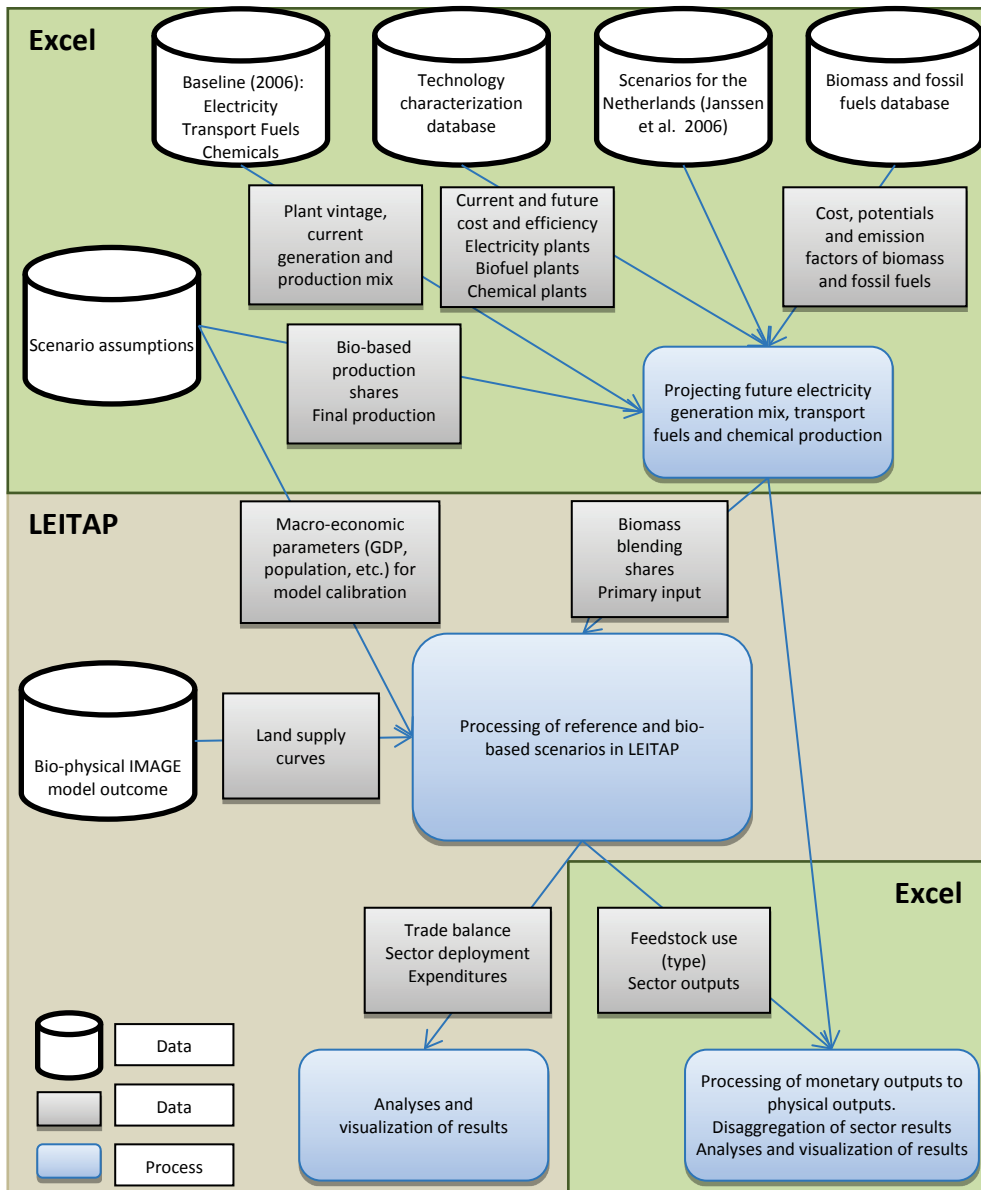 Excel
Baseline (2006):
Electricity
Transport Fuels
Chemicals
Technology
characterization
database
Scenarios for the
Netherlands (Janssen
et al.  2006)
Biomass and fossil
fuels database
Plant vintage,
current
generation and
production mix
Current and future
cost and efficiency
Electricity plants
Biofuel plants
Chemical plants
Cost, potentials
and emission
factors of biomass
and fossil fuels
Scenario assumptions
Bio-based
production
shares
Final production
Projecting future electricity
generation mix, transport
fuels and chemical production
LEITAP
Macro-economic
parameters (GDP,
population, etc.) for
model calibration
Biomass
blending
shares
Primary input
Bio-physical IMAGE
model outcome
Land supply
curves
Processing of reference and bio-
based scenarios in LEITAP
Excel
Trade balance
Sector deployment
Expenditures
Feedstock use
(type)
Sector outputs
Data
Data
Process
Analyses and
visualization of results
Processing of monetary outputs to
physical outputs.
Disaggregation of sector results
Analyses and visualization of results